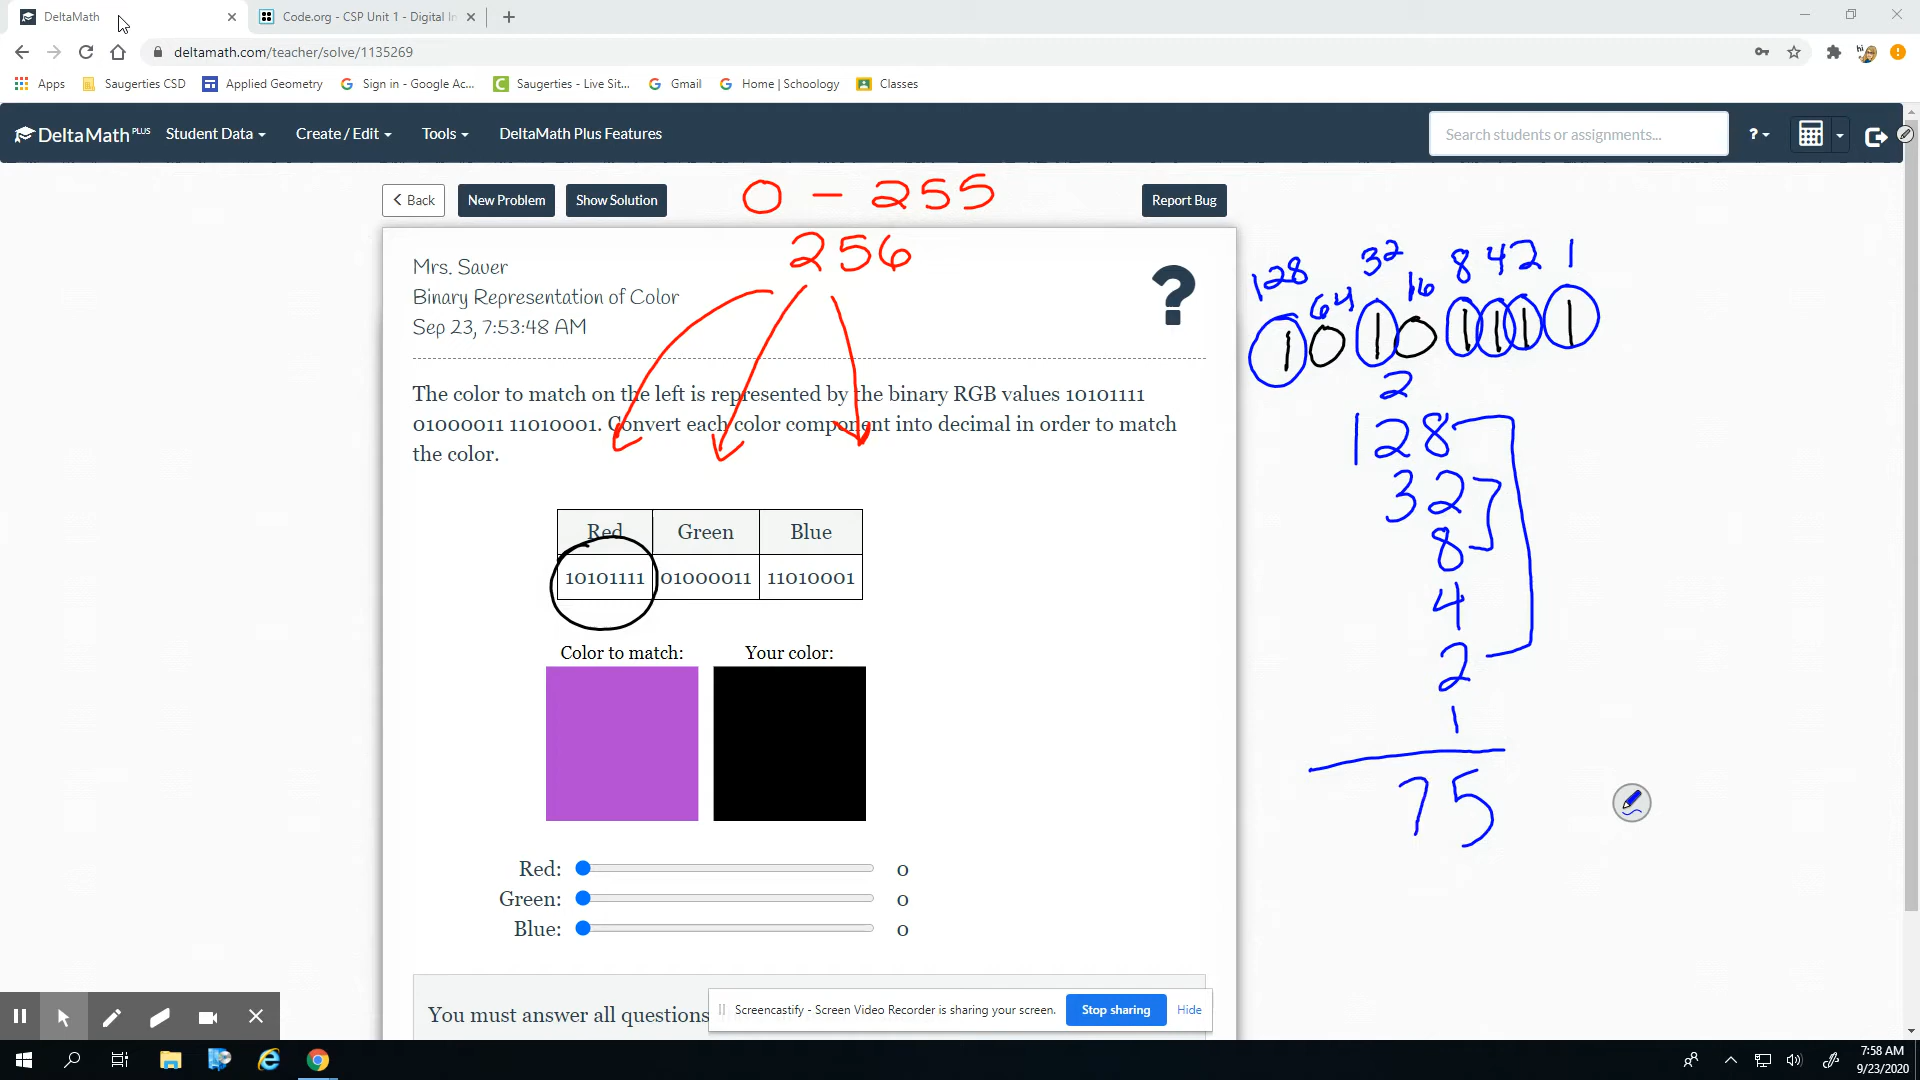 DeltaMath
Code.org - CSP Unit 1 - Digital In
deltamath.com/teacher/solve/1135269
Apps Saugerties CSD Applied Geometry Sign in - Google Ac... Saugerties - Live Sit... Gmail Home | Schoology Classes
DeltaMath PLUS Student Data Create / Edit Tools DeltaMath Plus Features Search students or assignments... ?
0 - 255
Back New Problem Show Solution Report Bug
256
Mrs. Sauer
Binary Representation of Color
Sep 23, 7:53:48 AM
?
The color to match on the left is represented by the binary RGB values 10101111
01000011 11010001. Convert each color component into decimal in order to match
the color.
Red Green Blue
10101111 01000011 11010001
Color to match: Your color:
Red: 0
Green: 0
Blue: 0
You must answer all questions
128 64 32 16 8 4 2 1
1 0 1 0 1 1 1 1
2
128
32
8
4
2
1
75
Screencastify - Screen Video Recorder is sharing your screen. Stop sharing Hide
7:58 AM
9/23/2020